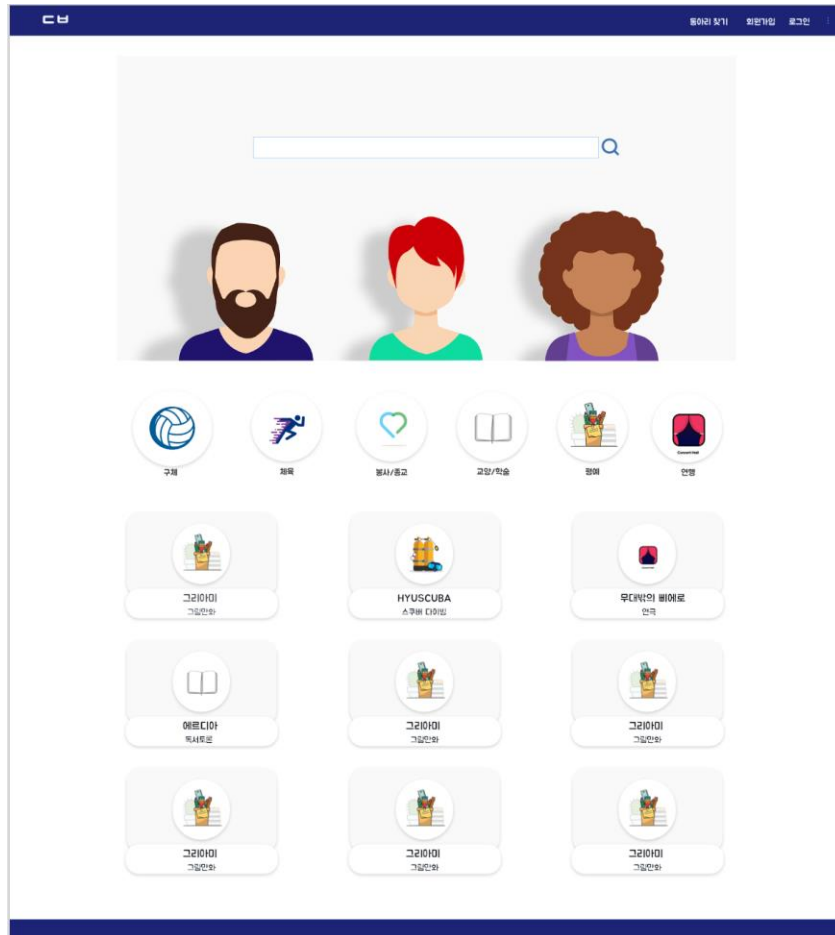 ㄷㅂ
동아리 찾기 회원가입 로그인
구체
체육
봉사/종교
교양/학술
평예
연행
그리아미
그림만화
HYUSCUBA
스쿠버 다이빙
무대밖의 삐에로
연극
에르디아
독서토론
그리아미
그림만화
그리아미
그림만화
그리아미
그림만화
그리아미
그림만화
그리아미
그림만화